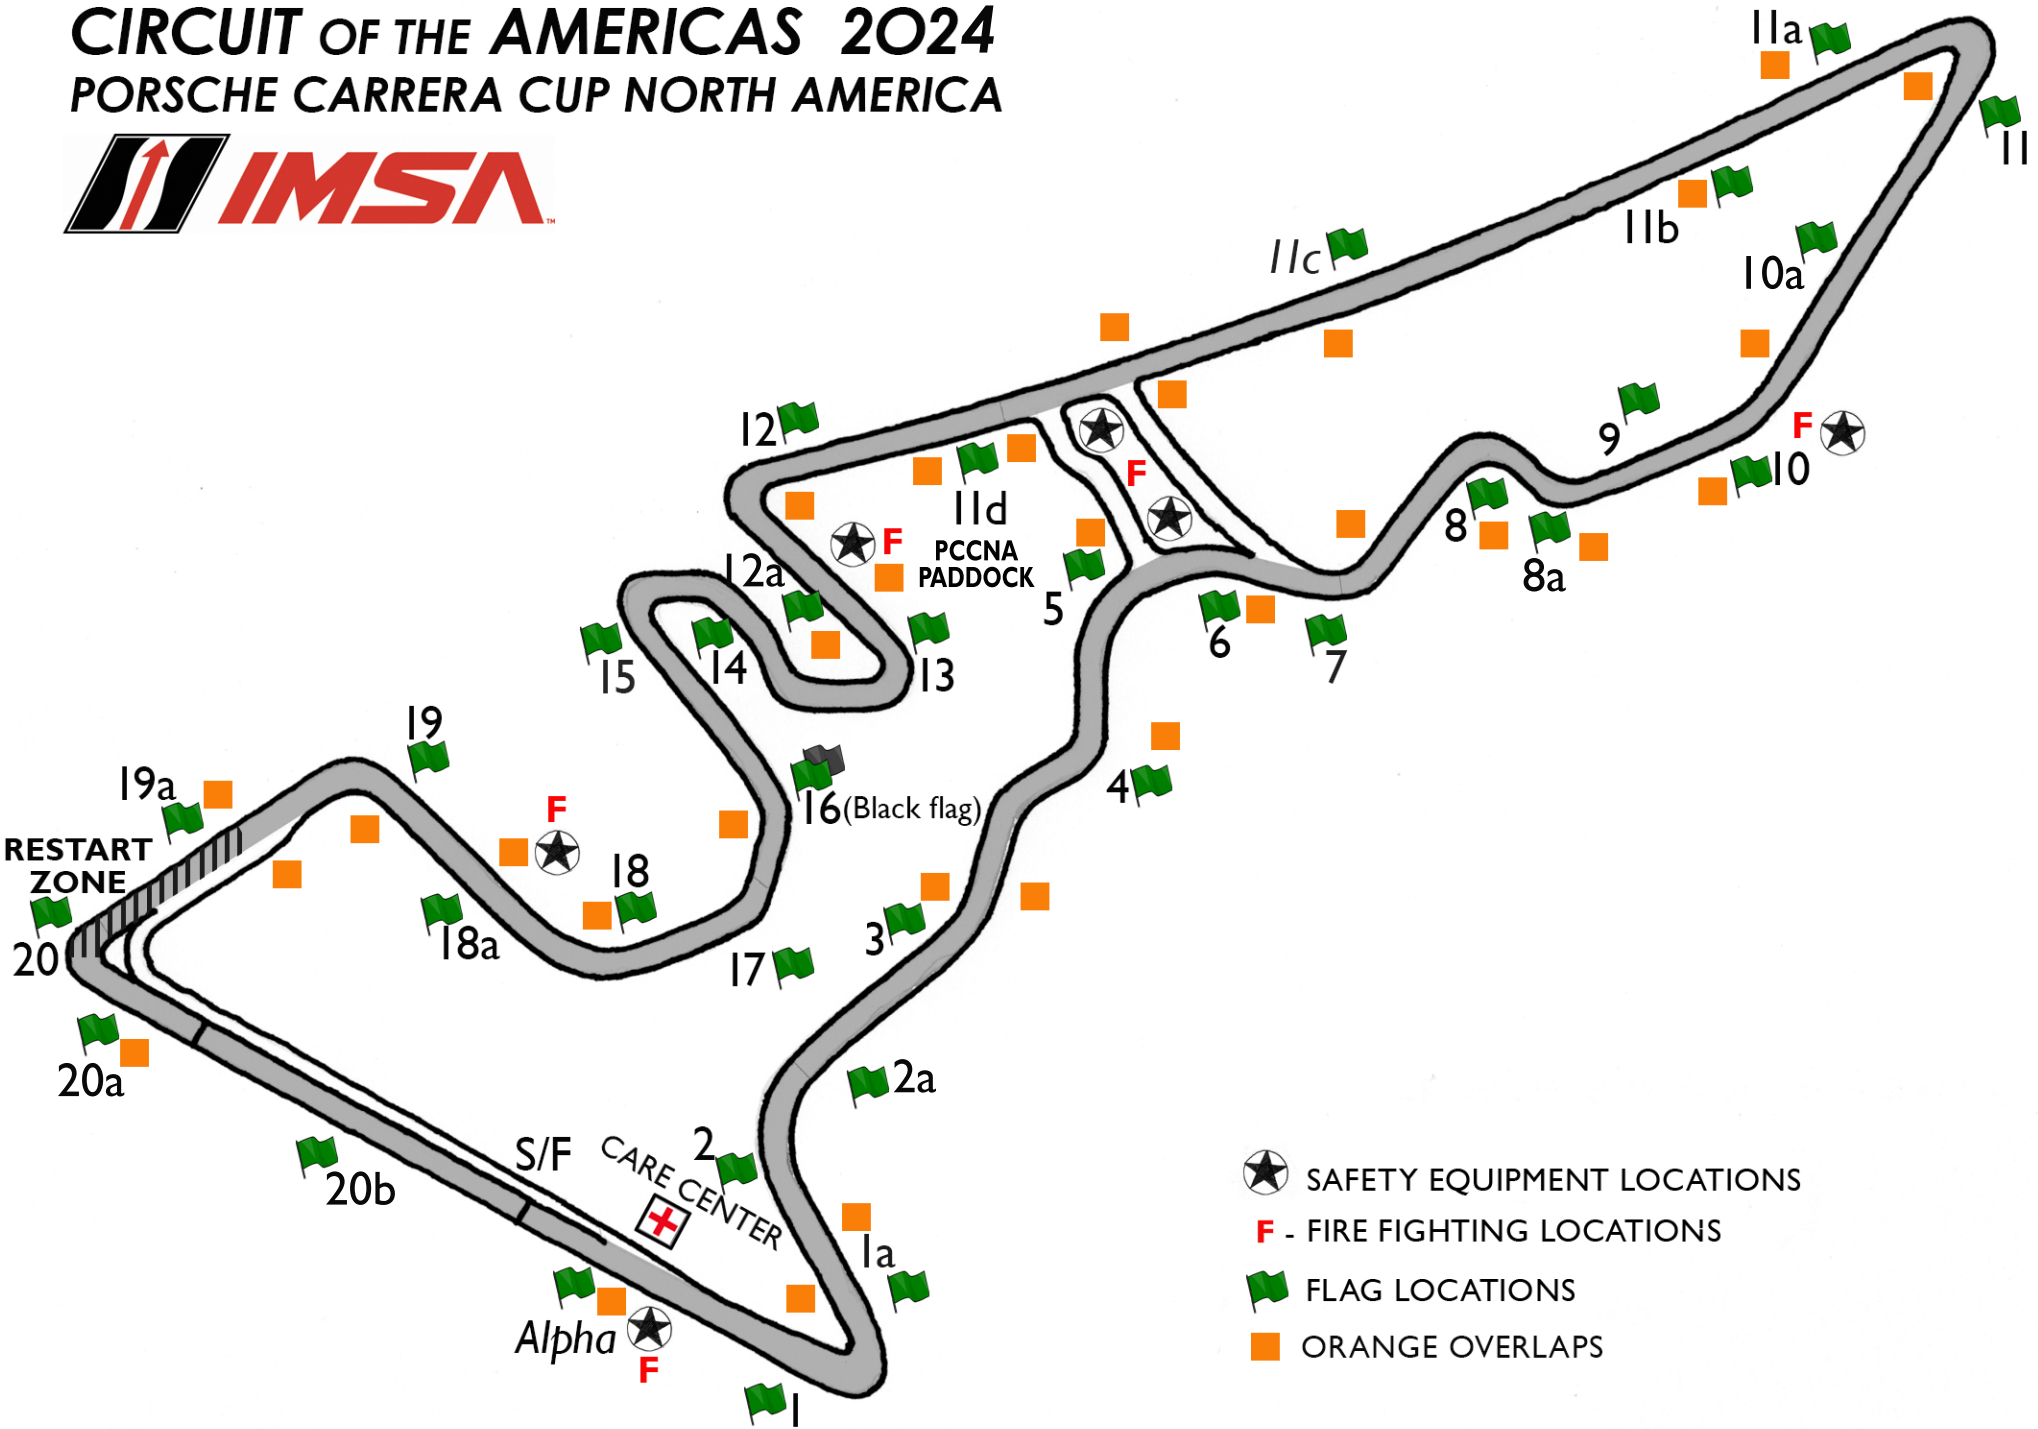 CIRCUIT OF THE AMERICAS 2024
PORSCHE CARRERA CUP NORTH AMERICA
IMSA™
11a
11
11b
10a
11c
12
9
F
10
F
8
11d
F
PCCNA
PADDOCK
12a
8a
5
6
7
15
14
13
19
19a
4
16(Black flag)
F
RESTART
ZONE
18
20
18a
3
17
20a
2a
S/F
CARE CENTER
2
20b
1a
Alpha
F
1
SAFETY EQUIPMENT LOCATIONS
F - FIRE FIGHTING LOCATIONS
FLAG LOCATIONS
ORANGE OVERLAPS